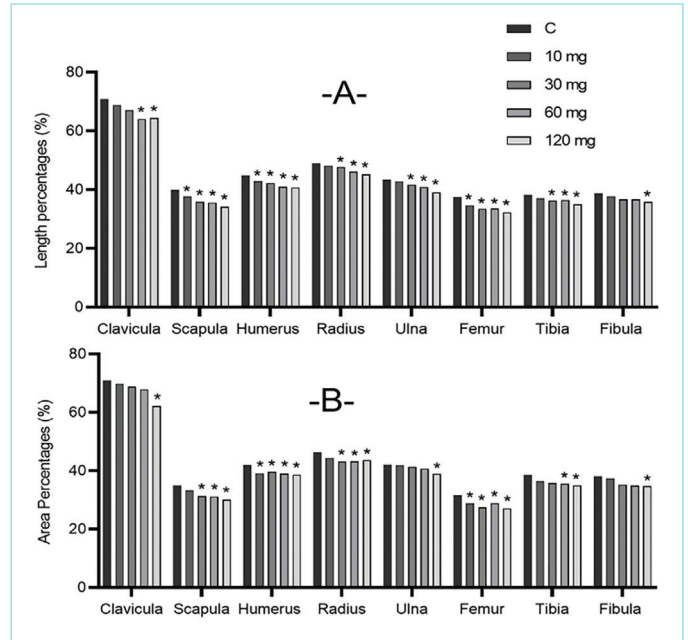 C
10 mg
30 mg
60 mg
120 mg
-A-
Length percentages (%)
80
60
40
20
0
* *
* * * *
* * * *
* * *
* * *
* * * *
* * *
*
Clavicula Scapula Humerus Radius Ulna Femur Tibia Fibula
-B-
Area Percentages (%)
80
60
40
20
0
*
* * *
* * * *
* * *
*
* * * *
* *
*
Clavicula Scapula Humerus Radius Ulna Femur Tibia Fibula